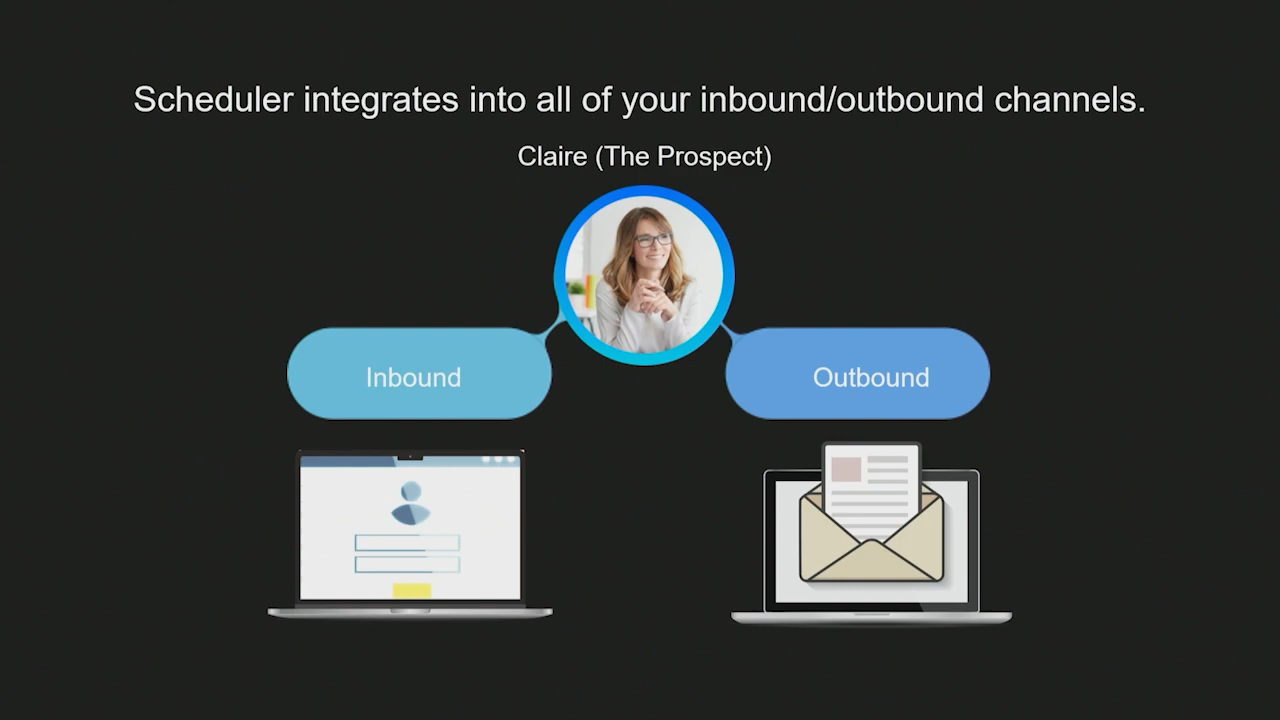 Scheduler integrates into all of your inbound/outbound channels.
Claire (The Prospect)
Inbound
Outbound